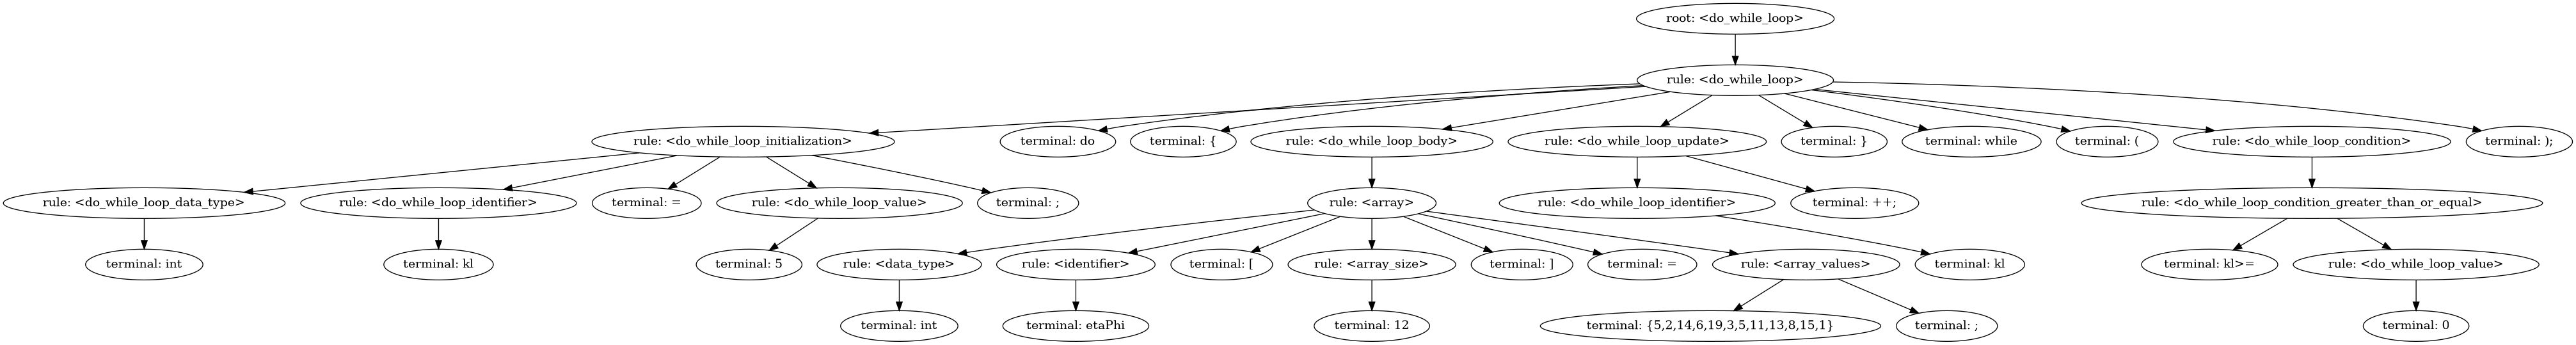 root: <do_while_loop>
rule: <do_while_loop>
rule: <do_while_loop_initialization>
terminal: do
terminal: {
rule: <do_while_loop_body>
rule: <do_while_loop_update>
terminal: }
terminal: while
terminal: (
rule: <do_while_loop_condition>
terminal: );
rule: <do_while_loop_data_type>
rule: <do_while_loop_identifier>
terminal: =
rule: <do_while_loop_value>
terminal: ;
rule: <array>
rule: <do_while_loop_identifier>
terminal: ++;
rule: <do_while_loop_condition_greater_than_or_equal>
terminal: int
terminal: kl
terminal: 5
rule: <data_type>
rule: <identifier>
terminal: [
rule: <array_size>
terminal: ]
terminal: =
rule: <array_values>
terminal: kl
terminal: kl>=
rule: <do_while_loop_value>
terminal: int
terminal: etaPhi
terminal: 12
terminal: {5,2,14,6,19,3,5,11,13,8,15,1}
terminal: ;
terminal: 0